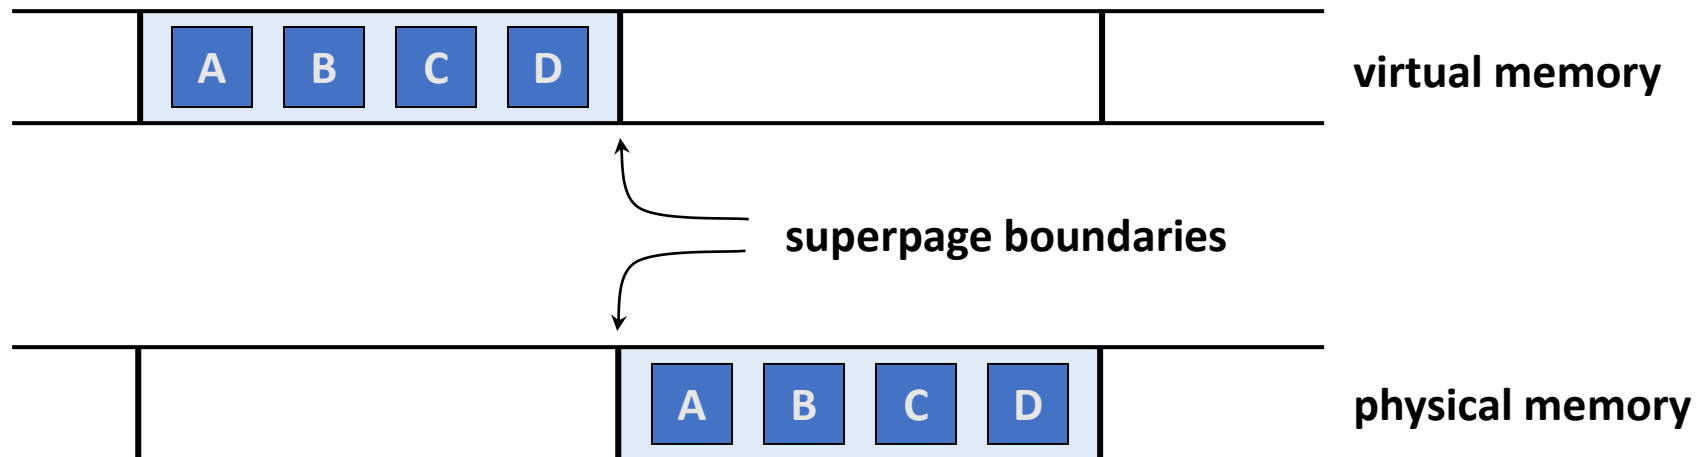 A B C D
virtual memory
superpage boundaries
A B C D
physical memory